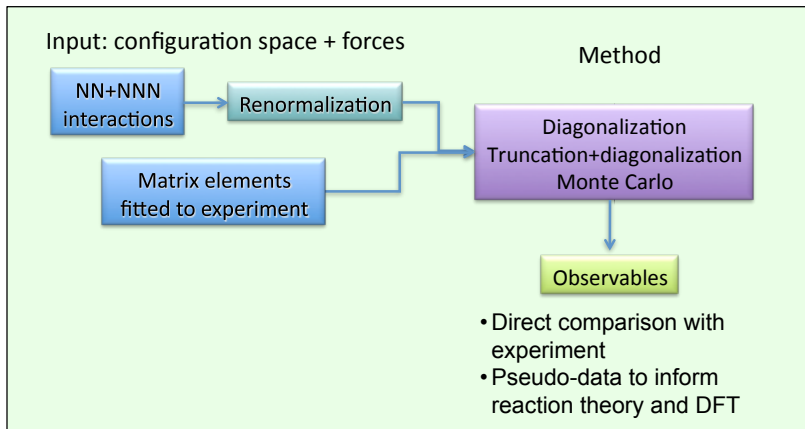 Input: configuration space + forces
Method
NN+NNN
interactions
Renormalization
Matrix elements
fitted to experiment
Diagonalization
Truncation+diagonalization
Monte Carlo
Observables
• Direct comparison with
experiment
• Pseudo-data to inform
reaction theory and DFT